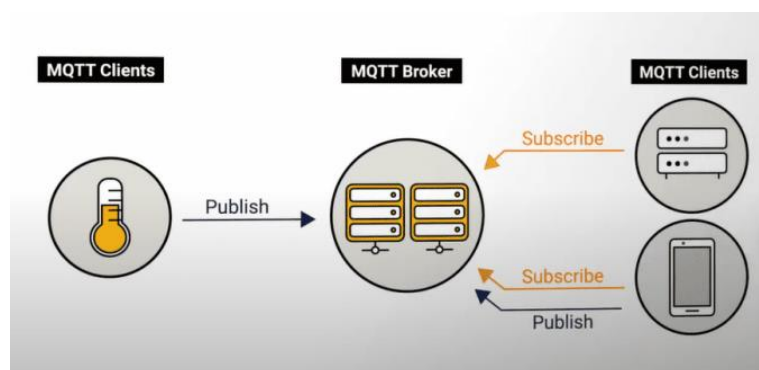 MQTT Clients
MQTT Broker
MQTT Clients
Publish
Subscribe
Subscribe
Publish